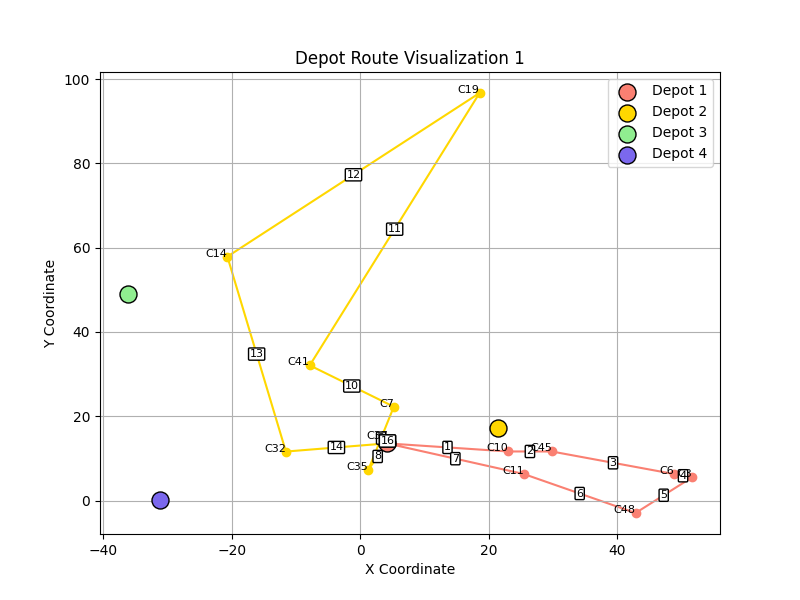 Depot Route Visualization 1
100
80
60
40
20
0
−40
−20
0
20
40
Y Coordinate
X Coordinate
Depot 1
Depot 2
Depot 3
Depot 4
C19
12
11
C14
13
C41
10
C7
16
C32
14
8
C35
1
C10
2
C45
3
C6
4
7
C11
6
5
C48